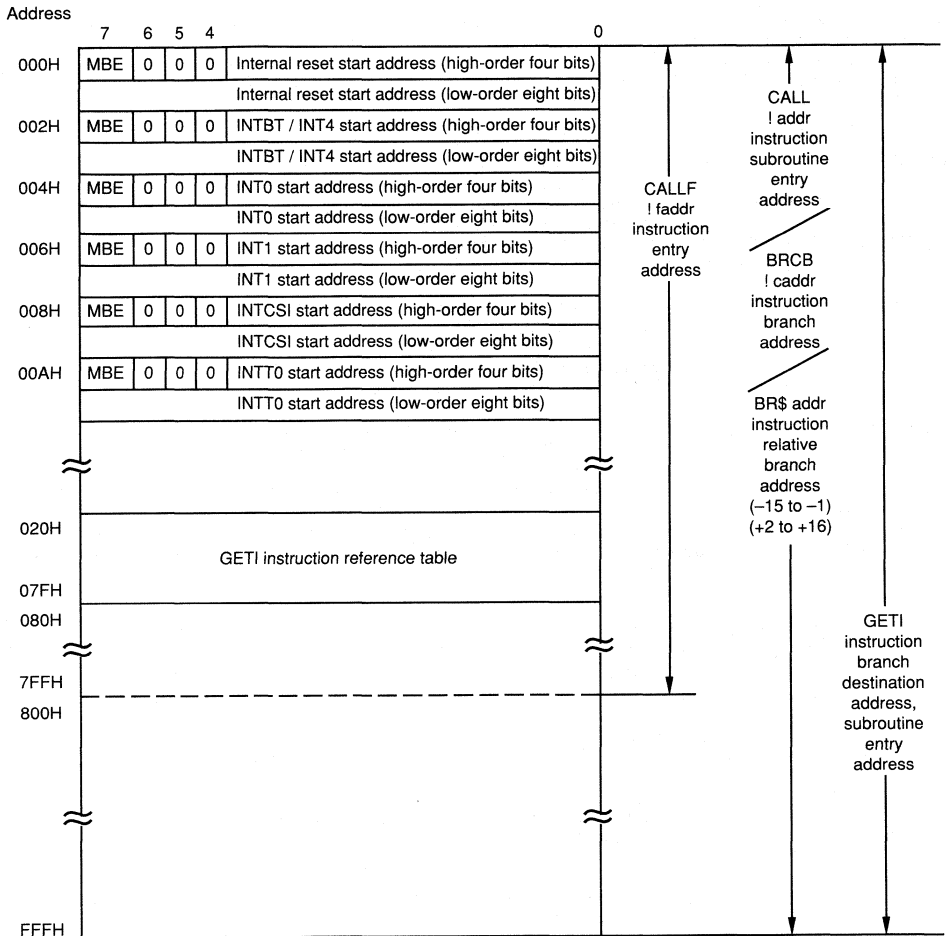 Address
7 6 5 4 0
000H MBE 0 0 0 Internal reset start address (high-order four bits)
Internal reset start address (low-order eight bits)
002H MBE 0 0 0 INTBT / INT4 start address (high-order four bits)
INTBT / INT4 start address (low-order eight bits)
004H MBE 0 0 0 INT0 start address (high-order four bits)
INT0 start address (low-order eight bits)
006H MBE 0 0 0 INT1 start address (high-order four bits)
INT1 start address (low-order eight bits)
008H MBE 0 0 0 INTCSI start address (high-order four bits)
INTCSI start address (low-order eight bits)
00AH MBE 0 0 0 INTT0 start address (high-order four bits)
INTT0 start address (low-order eight bits)
020H
GETI instruction reference table
07FH
080H
7FFH
800H
FFFH
CALLF
! faddr
instruction
entry
address
CALL
! addr
instruction
subroutine
entry
address
BRCB
! caddr
instruction
branch
address
BR$ addr
instruction
relative
branch
address
(–15 to –1)
(+2 to +16)
GETI
instruction
branch
destination
address,
subroutine
entry
address